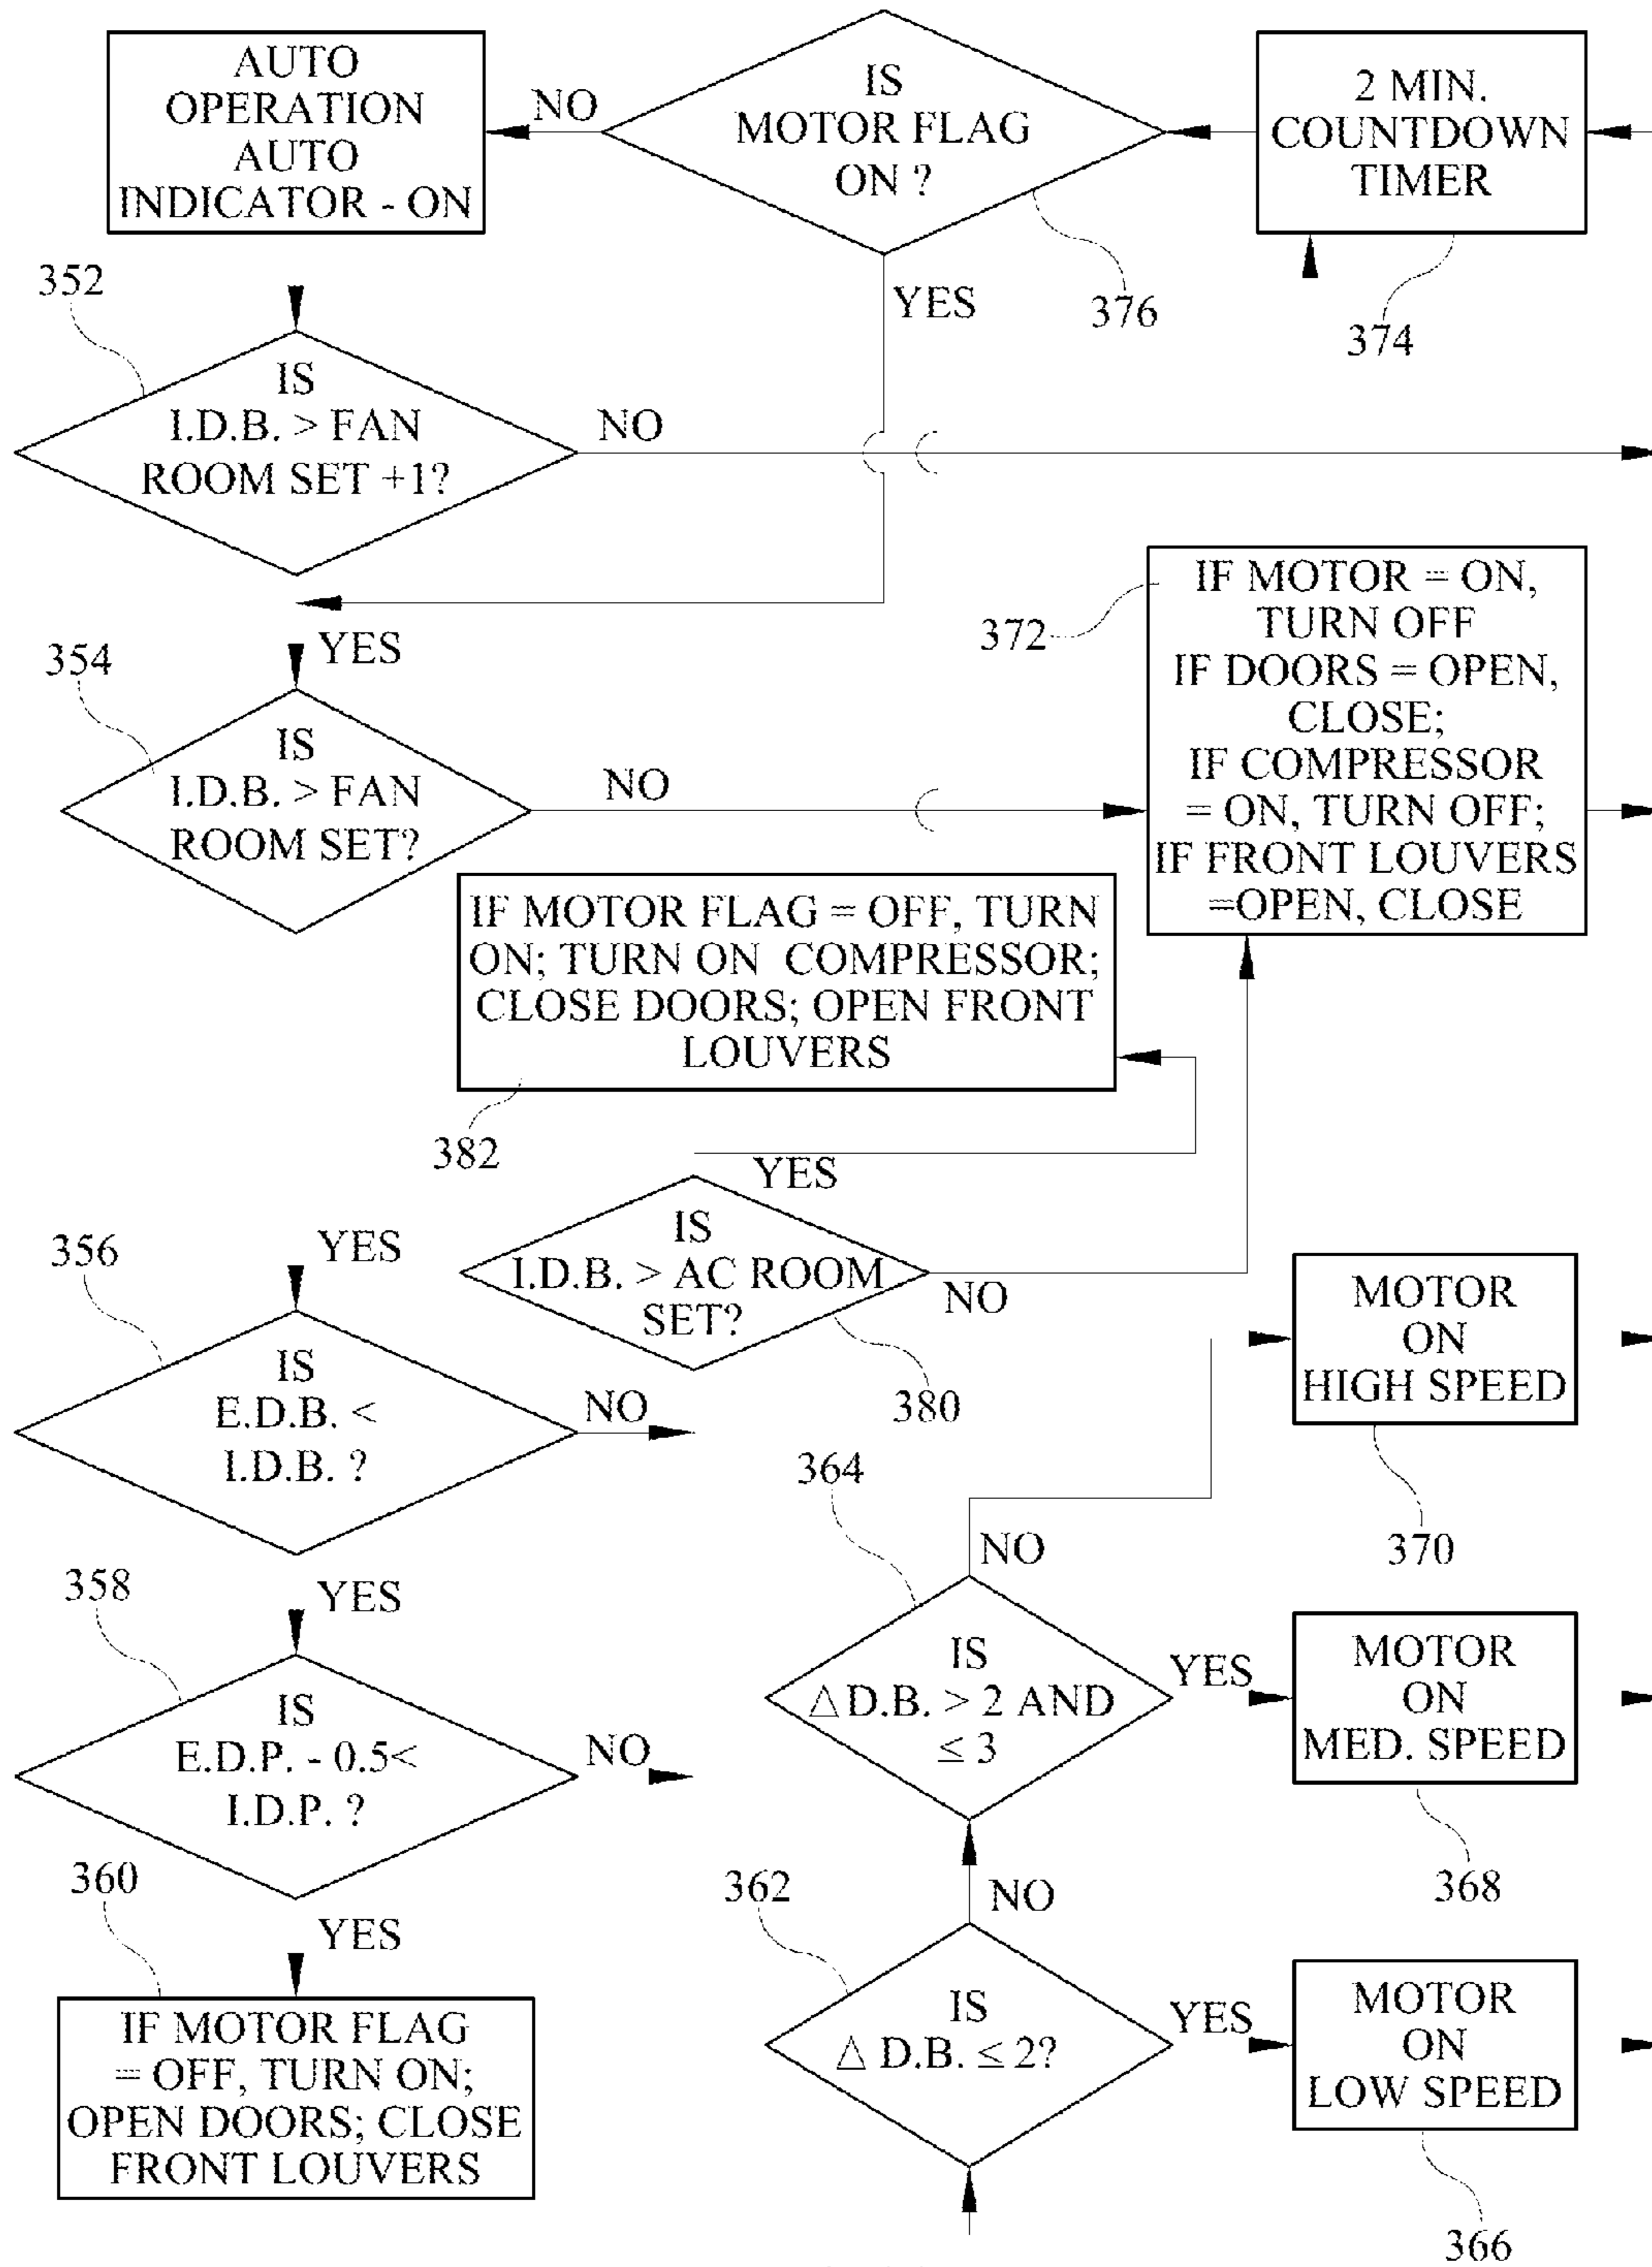 AUTO
OPERATION
AUTO
INDICATOR - ON
NO
IS
MOTOR FLAG
ON ?
2 MIN.
COUNTDOWN
TIMER
352
YES
376
374
IS
I.D.B. > FAN
ROOM SET +1?
NO
YES
354
IS
I.D.B. > FAN
ROOM SET?
NO
372
IF MOTOR = ON,
TURN OFF
IF DOORS = OPEN,
CLOSE;
IF COMPRESSOR
= ON, TURN OFF;
IF FRONT LOUVERS
=OPEN, CLOSE
IF MOTOR FLAG = OFF, TURN
ON; TURN ON COMPRESSOR;
CLOSE DOORS; OPEN FRONT
LOUVERS
382
YES
IS
I.D.B. > AC ROOM
SET?
NO
380
356
YES
IS
E.D.B. <
I.D.B. ?
NO
MOTOR
ON
HIGH SPEED
370
364
NO
358
YES
IS
E.D.P. - 0.5<
I.D.P. ?
NO
IS
△ D.B. > 2 AND
≤ 3
YES
MOTOR
ON
MED. SPEED
368
360
YES
IF MOTOR FLAG
= OFF, TURN ON;
OPEN DOORS; CLOSE
FRONT LOUVERS
362
NO
IS
△ D.B. ≤ 2?
YES
MOTOR
ON
LOW SPEED
366